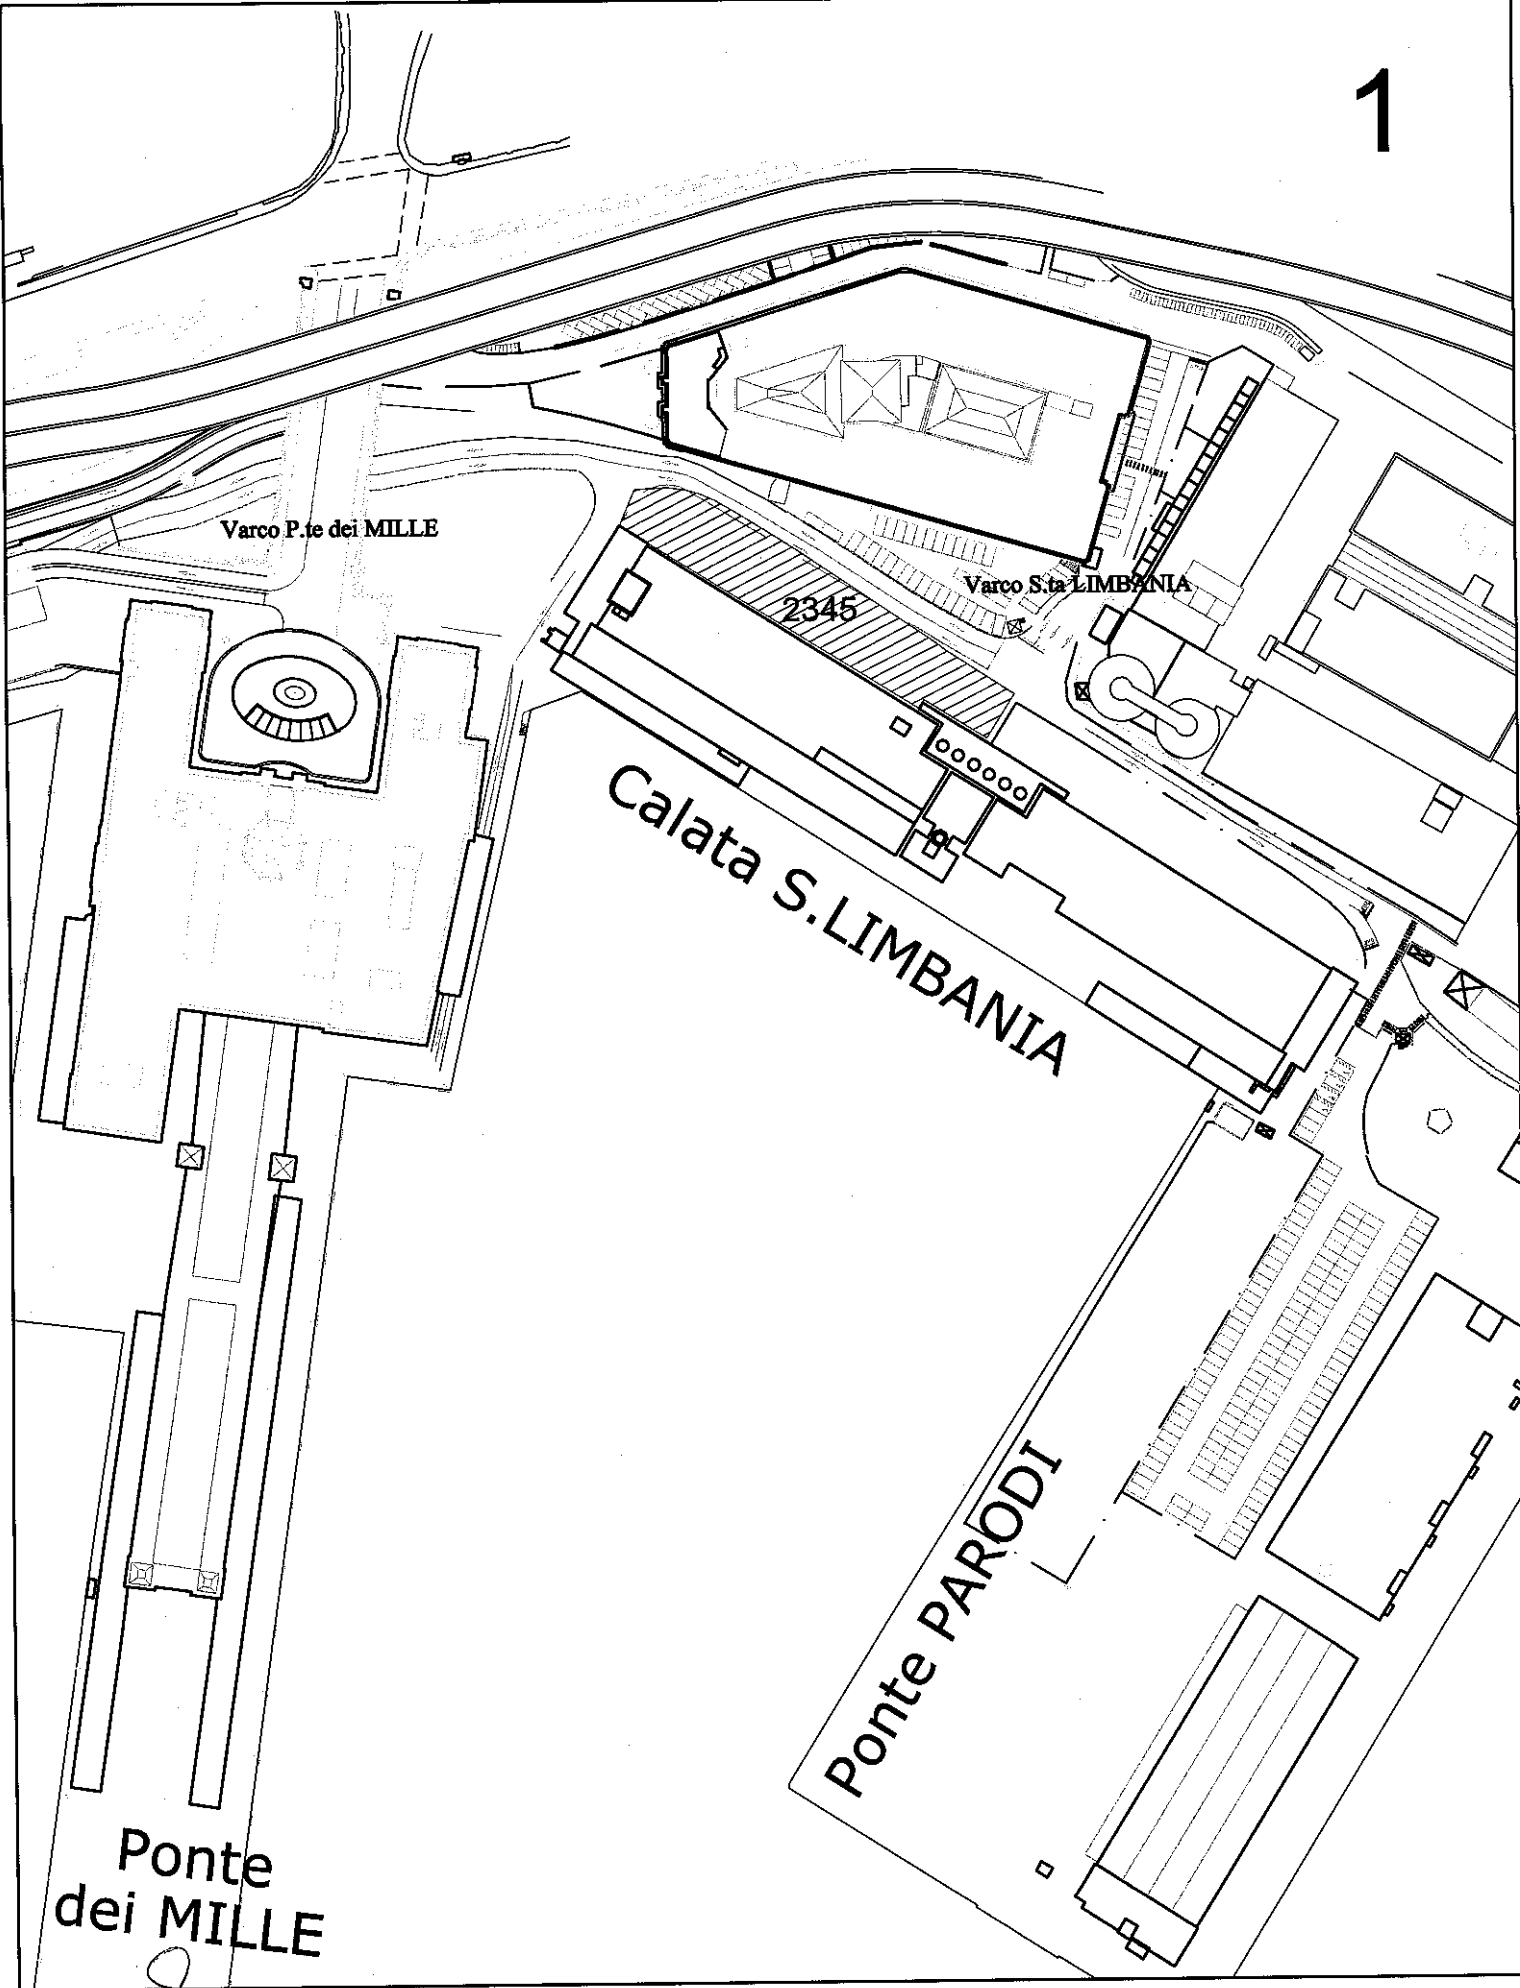 1
Varco P.te dei MILLE
Varco S.ta LIMBANIA
2345
Calata S.LIMBANIA
Ponte PARODI
Ponte
dei MILLE